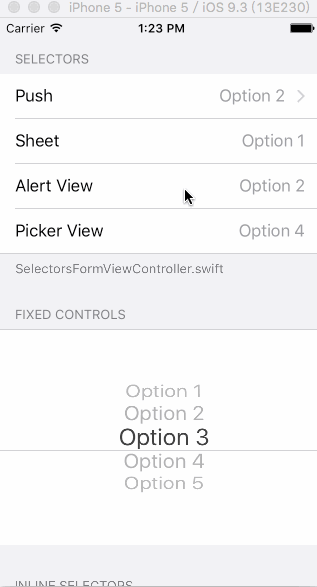 iPhone 5 - iPhone 5 / iOS 9.3 (13E230)
Carrier 1:23 PM
SELECTORS
Push Option 2
Sheet Option 1
Alert View Option 2
Picker View Option 4
SelectorsFormViewController.swift
FIXED CONTROLS
Option 1
Option 2
Option 3
Option 4
Option 5
INLINE SELECTORS